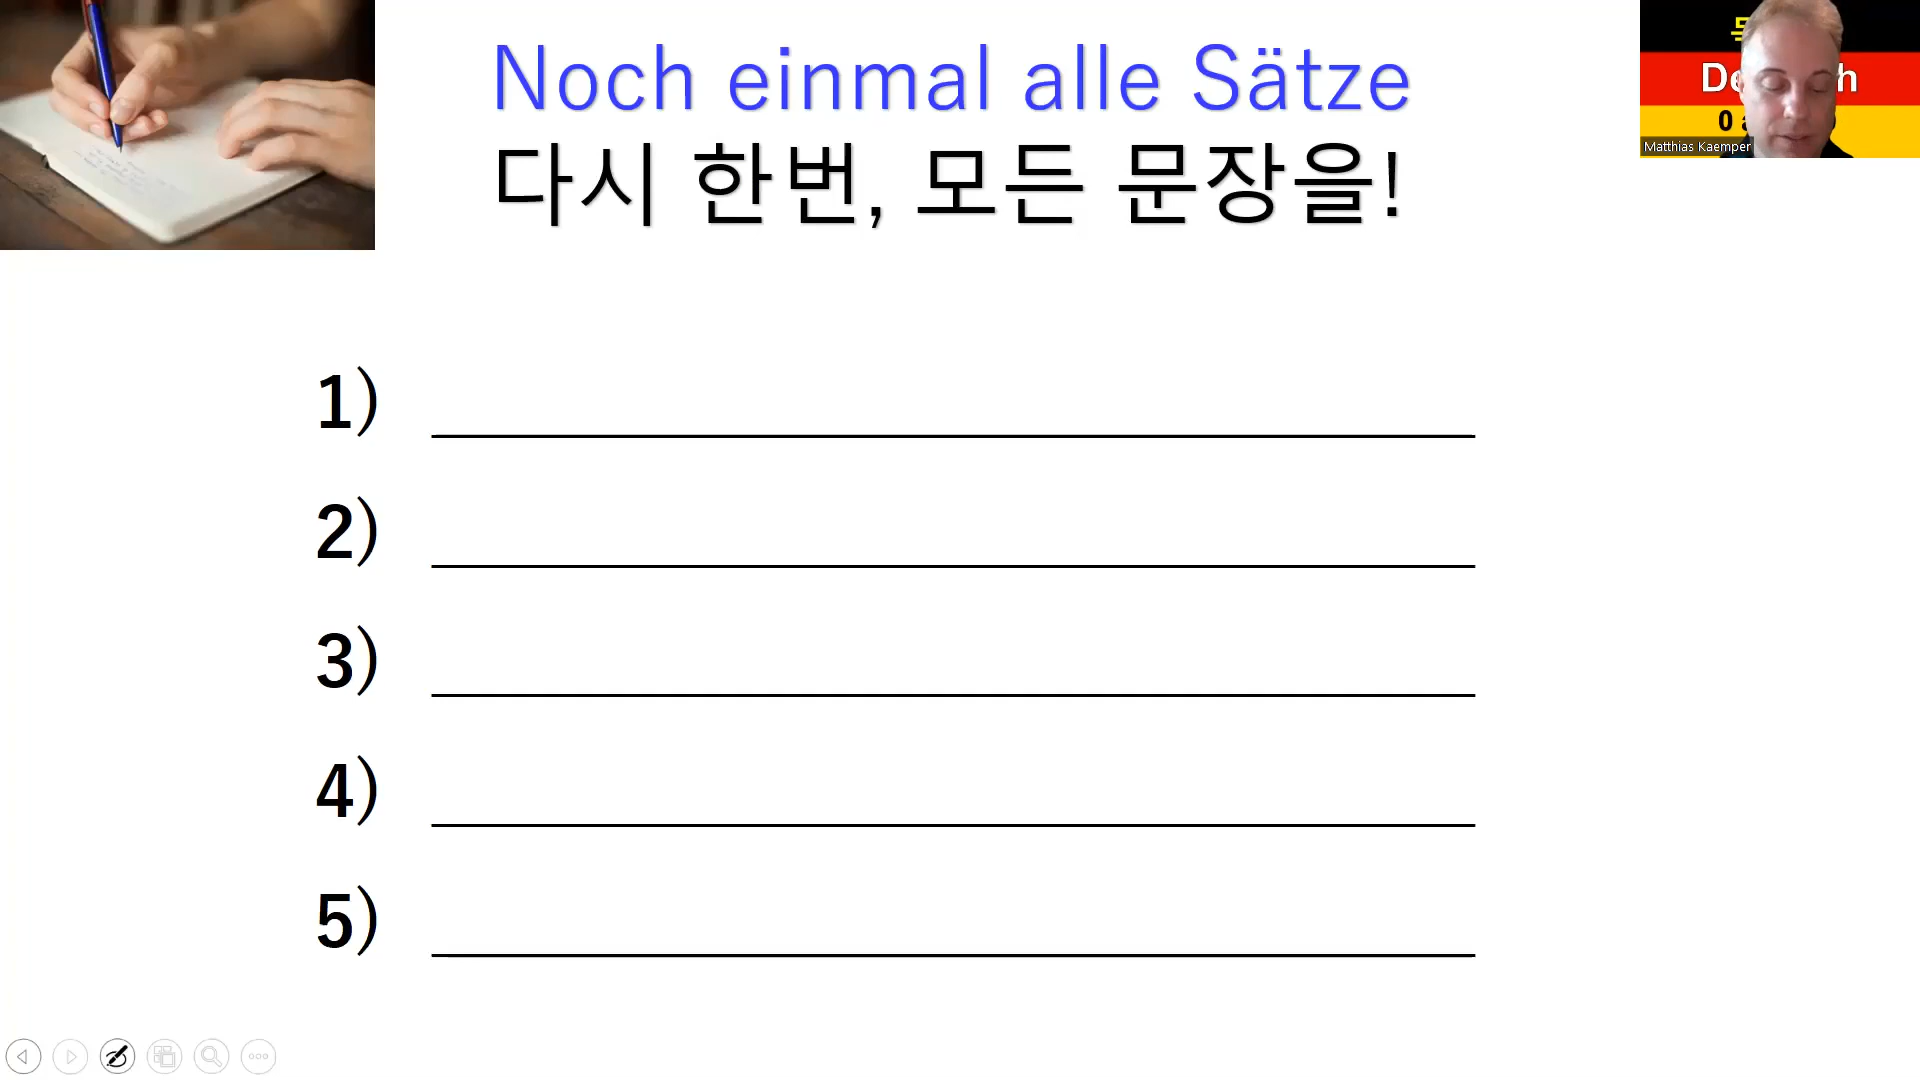 Noch einmal alle Sätze
다시 한번, 모든 문장을!
Matthias Kaemper
1)
2)
3)
4)
5)